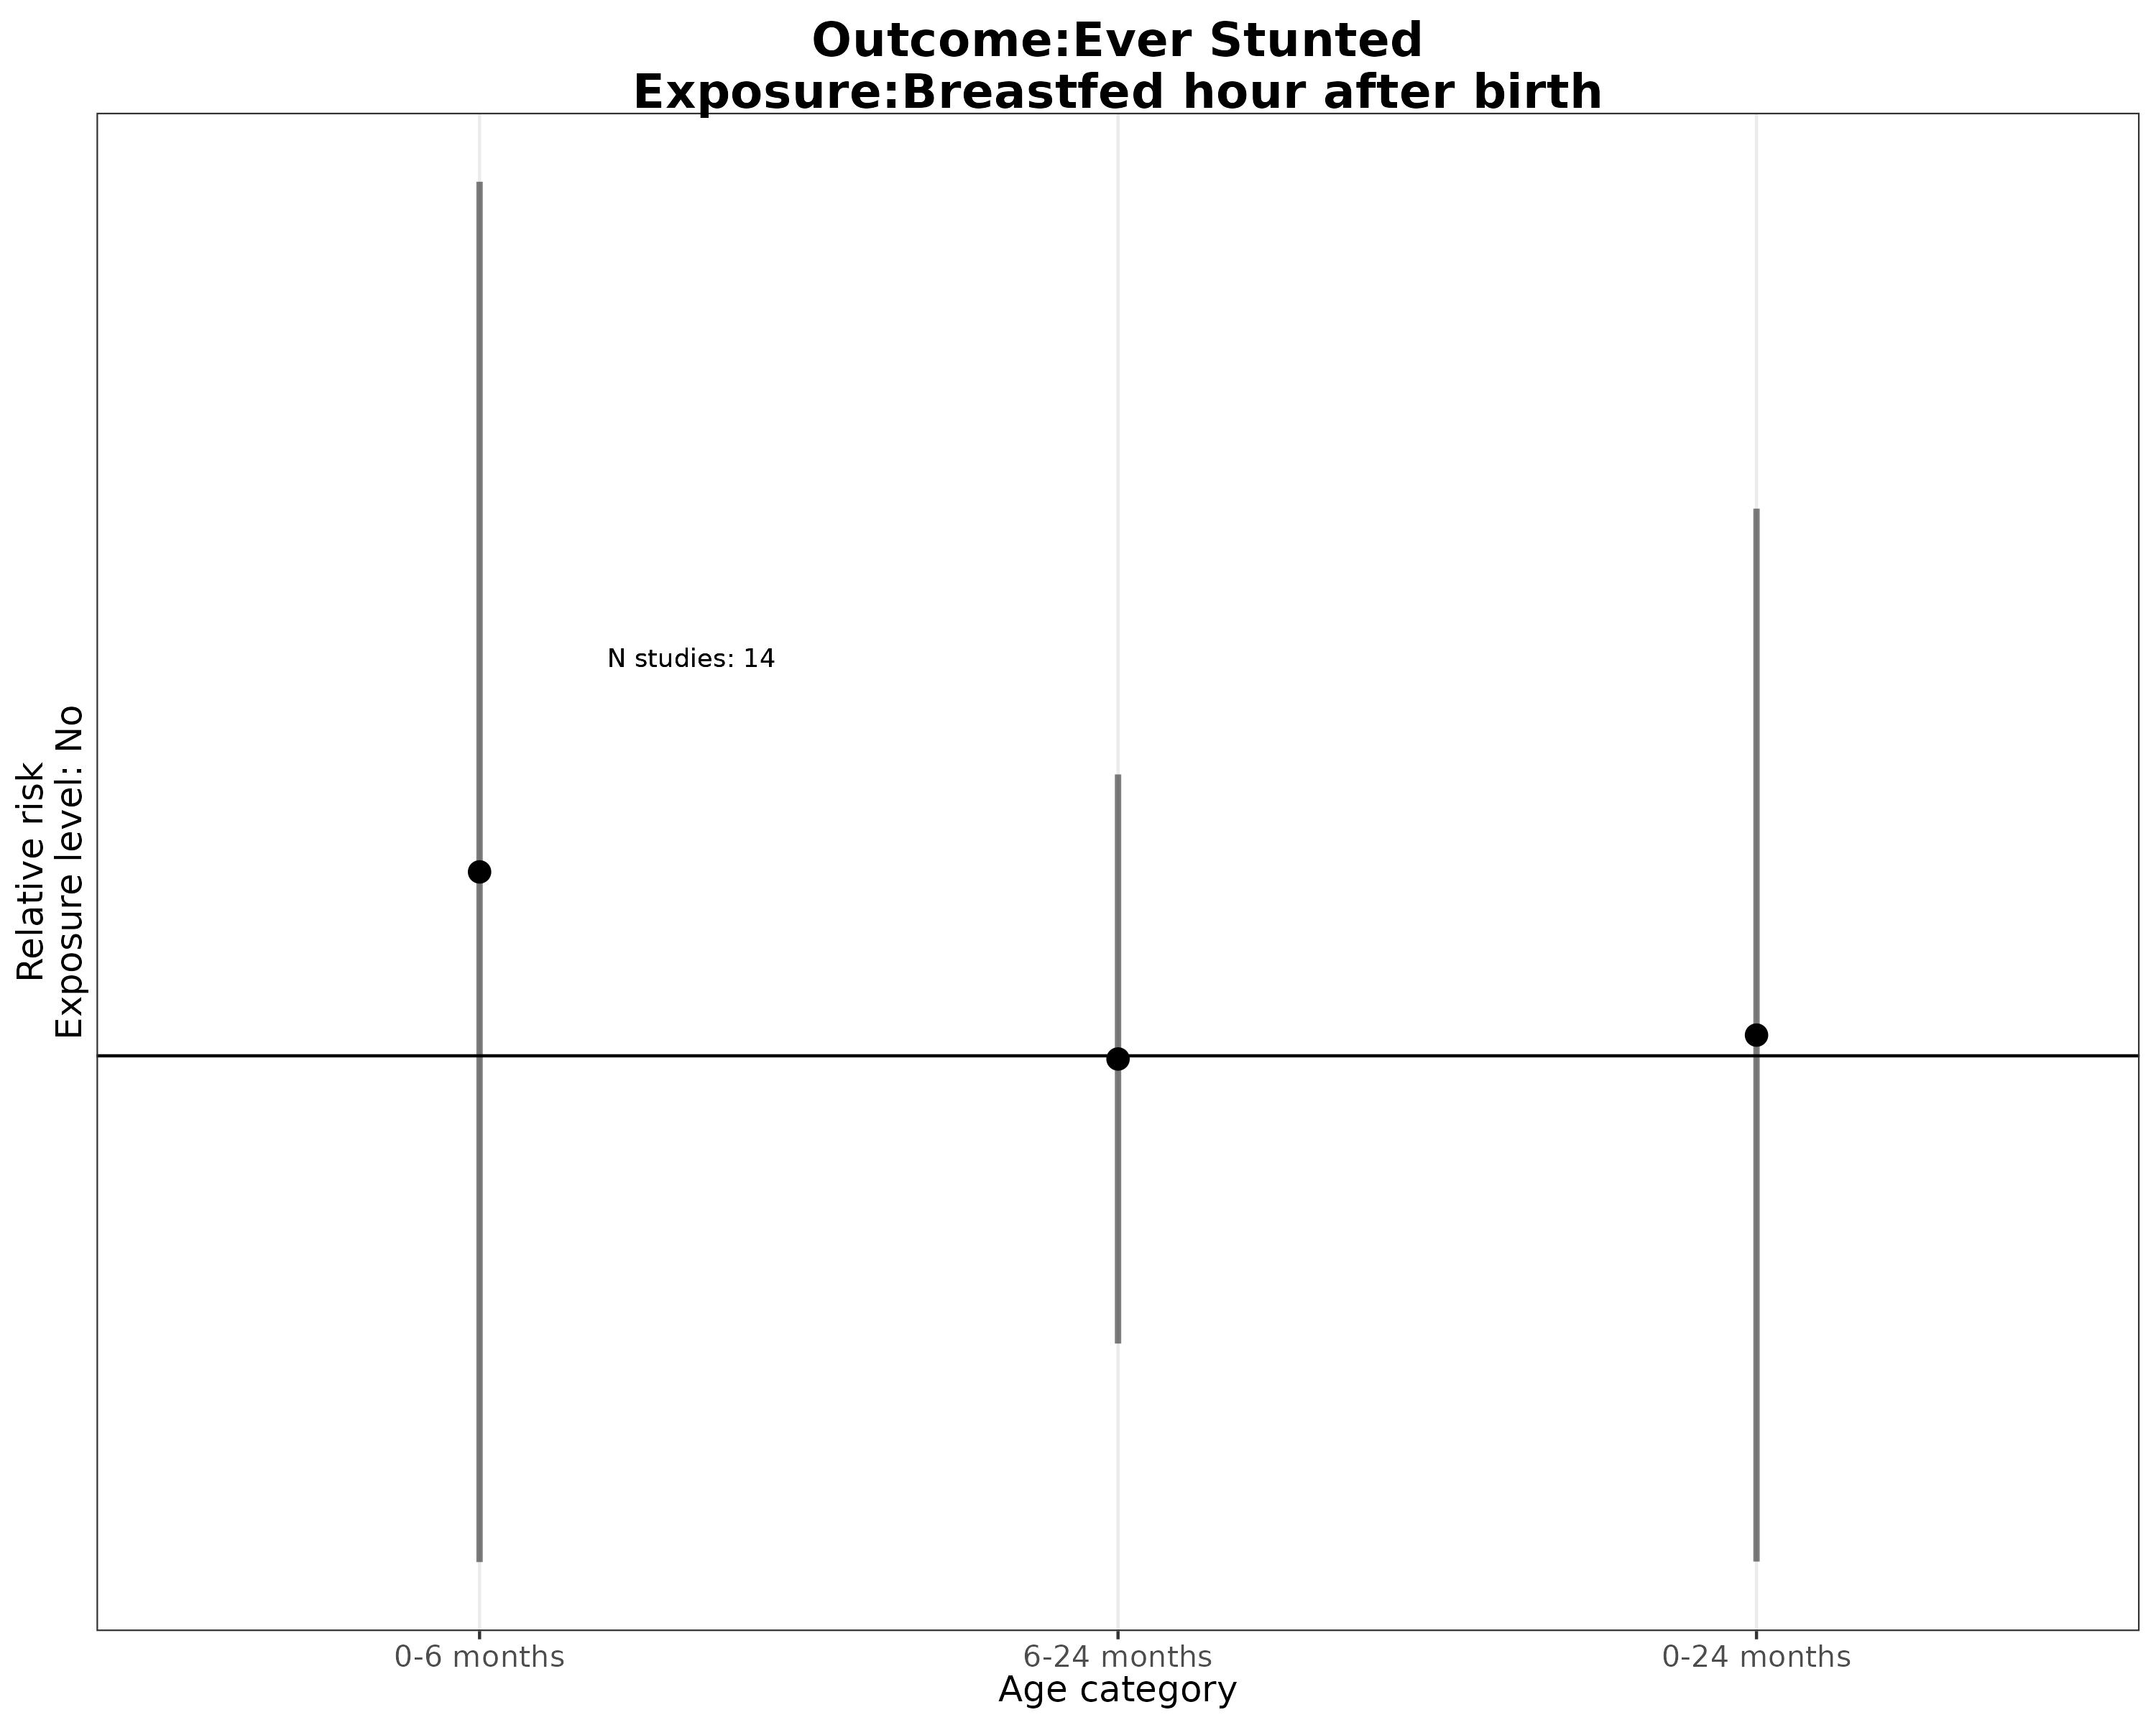 Outcome:Ever Stunted
Exposure:Breastfed hour after birth
N studies: 14
Relative risk
Exposure level: No
0-6 months
6-24 months
0-24 months
Age category